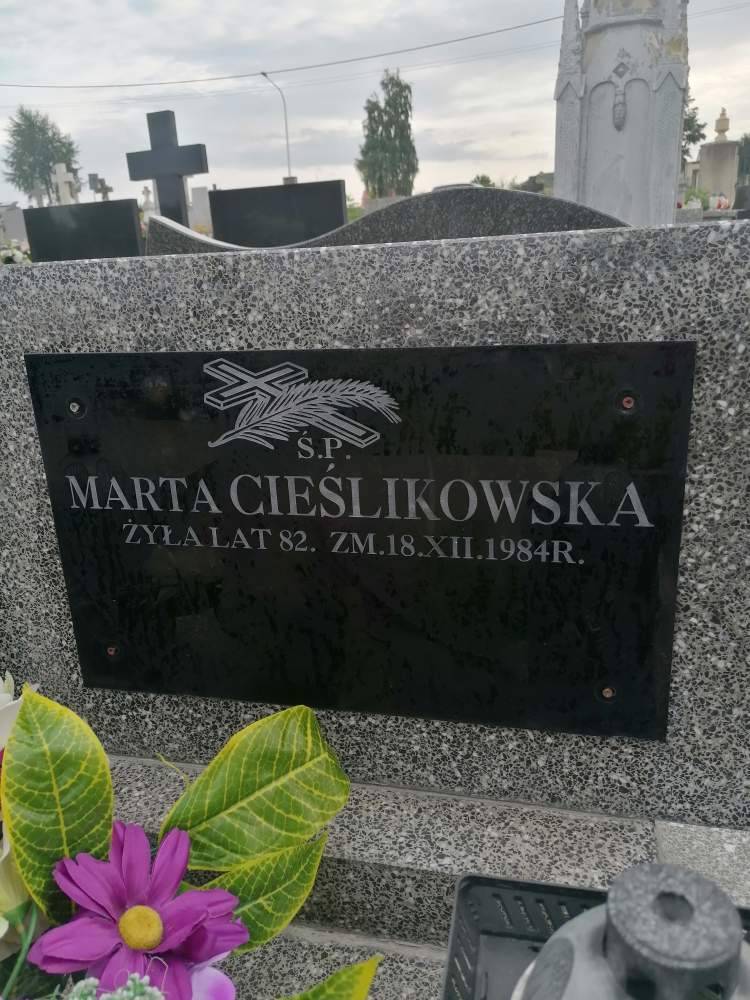 Ś.P.
MARTA CIEŚLIKOWSKA
ŻYŁA LAT 82. ZM.18.XII.1984R.